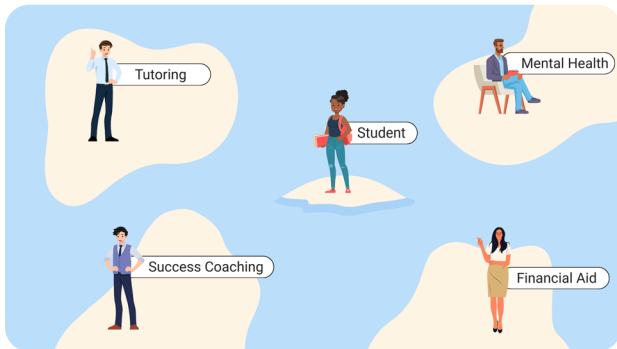 Tutoring
Mental Health
Student
Success Coaching
Financial Aid